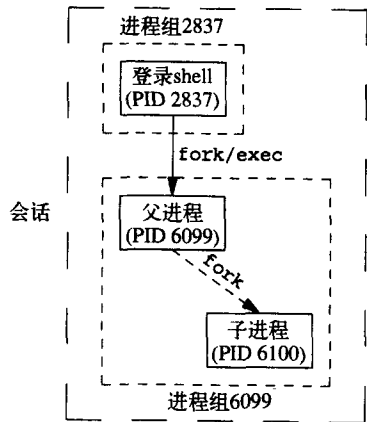 进程组2837
登录shell
(PID 2837)
fork/exec
会话
父进程
(PID 6099)
fork
子进程
(PID 6100)
进程组6099